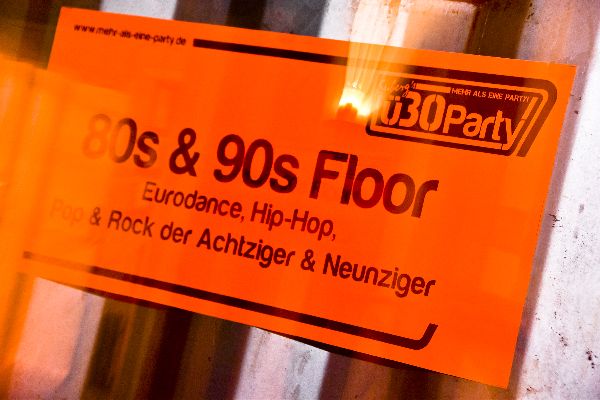 www.mehr-als-eine-party.de
MEHR ALS EINE PARTY!
ü30Party
80s & 90s Floor
Eurodance, Hip-Hop,
Pop & Rock der Achtziger & Neunziger